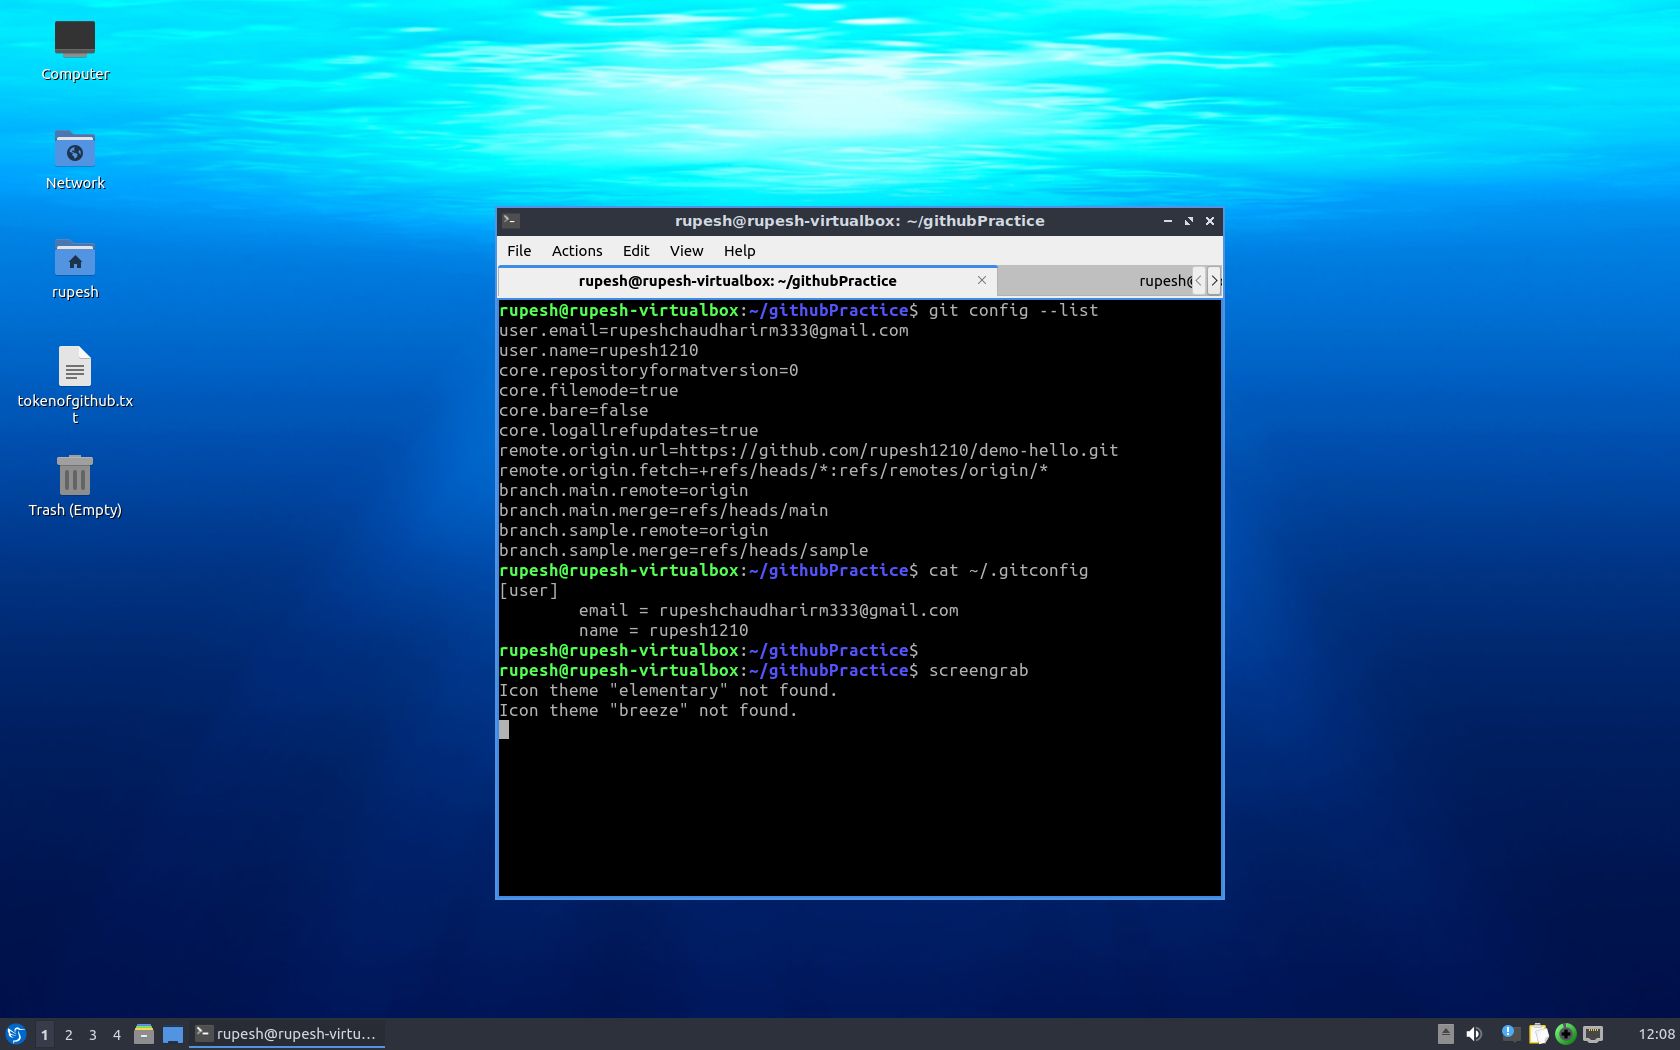 Computer
Network
rupesh
tokenofgithub.tx
t
Trash (Empty)
rupesh@rupesh-virtualbox: ~/githubPractice
File Actions Edit View Help
rupesh@rupesh-virtualbox: ~/githubPractice
rupesh@
rupesh@rupesh-virtualbox:~/githubPractice$ git config --list
user.email=rupeshchaudharirm333@gmail.com
user.name=rupesh1210
core.repositoryformatversion=0
core.filemode=true
core.bare=false
core.logallrefupdates=true
remote.origin.url=https://github.com/rupesh1210/demo-hello.git
remote.origin.fetch=+refs/heads/*:refs/remotes/origin/*
branch.main.remote=origin
branch.main.merge=refs/heads/main
branch.sample.remote=origin
branch.sample.merge=refs/heads/sample
rupesh@rupesh-virtualbox:~/githubPractice$ cat ~/.gitconfig
[user]
        email = rupeshchaudharirm333@gmail.com
        name = rupesh1210
rupesh@rupesh-virtualbox:~/githubPractice$
rupesh@rupesh-virtualbox:~/githubPractice$ screengrab
Icon theme "elementary" not found.
Icon theme "breeze" not found.
1 2 3 4 rupesh@rupesh-virtu... 12:08